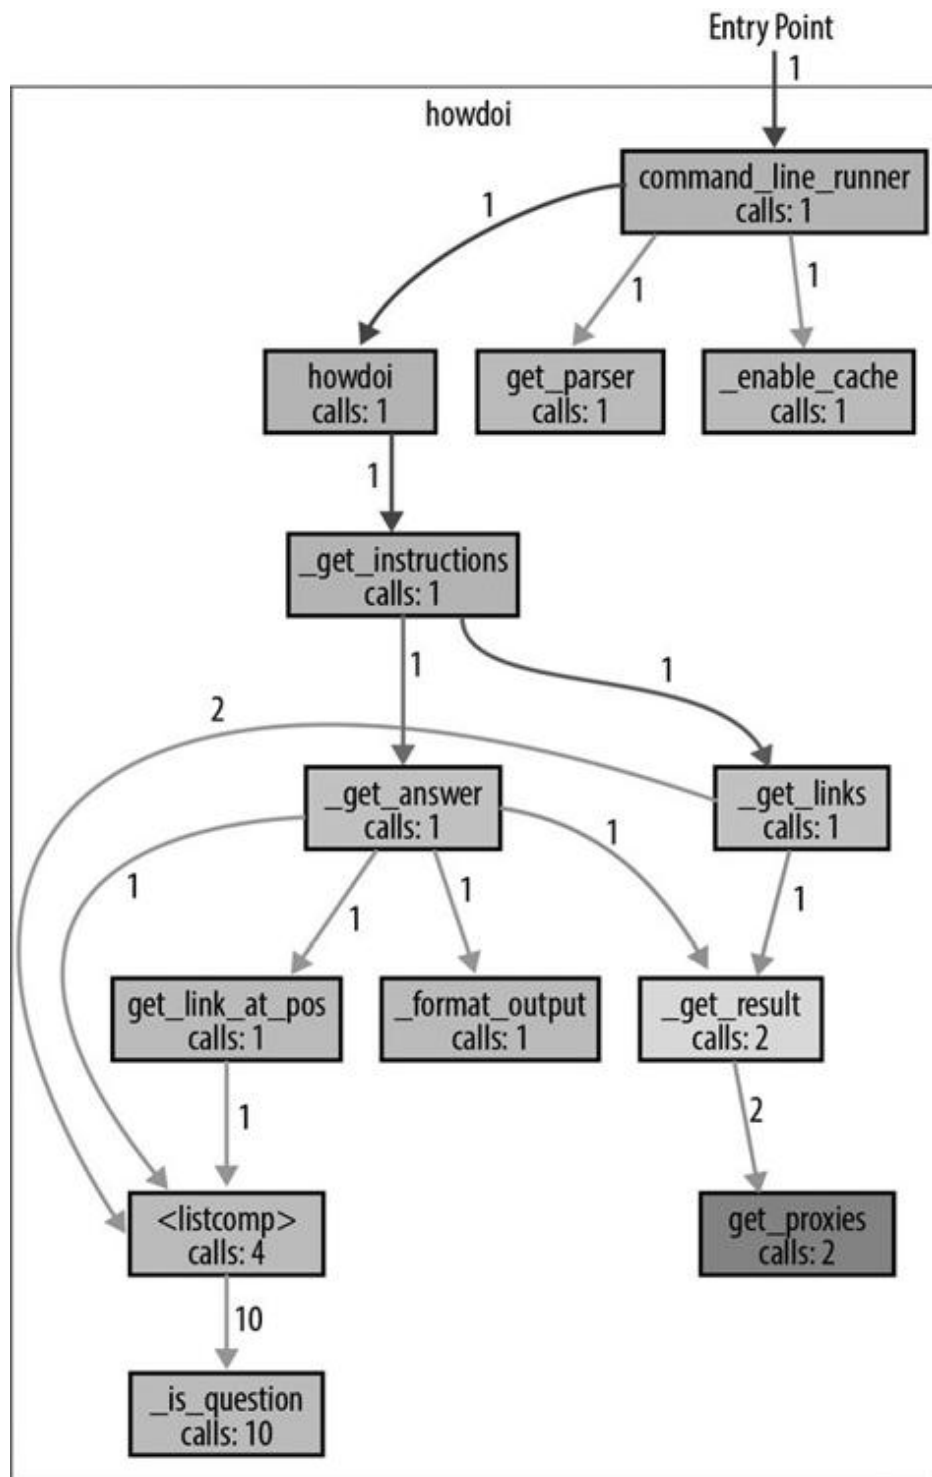 Entry Point
1
howdoi
command_line_runner
calls: 1
1
1
1
howdoi
calls: 1
get_parser
calls: 1
_enable_cache
calls: 1
1
_get_instructions
calls: 1
1
1
2
_get_answer
calls: 1
_get_links
calls: 1
1
1
1
1
1
get_link_at_pos
calls: 1
_format_output
calls: 1
_get_result
calls: 2
1
2
<listcomp>
calls: 4
get_proxies
calls: 2
10
_is_question
calls: 10